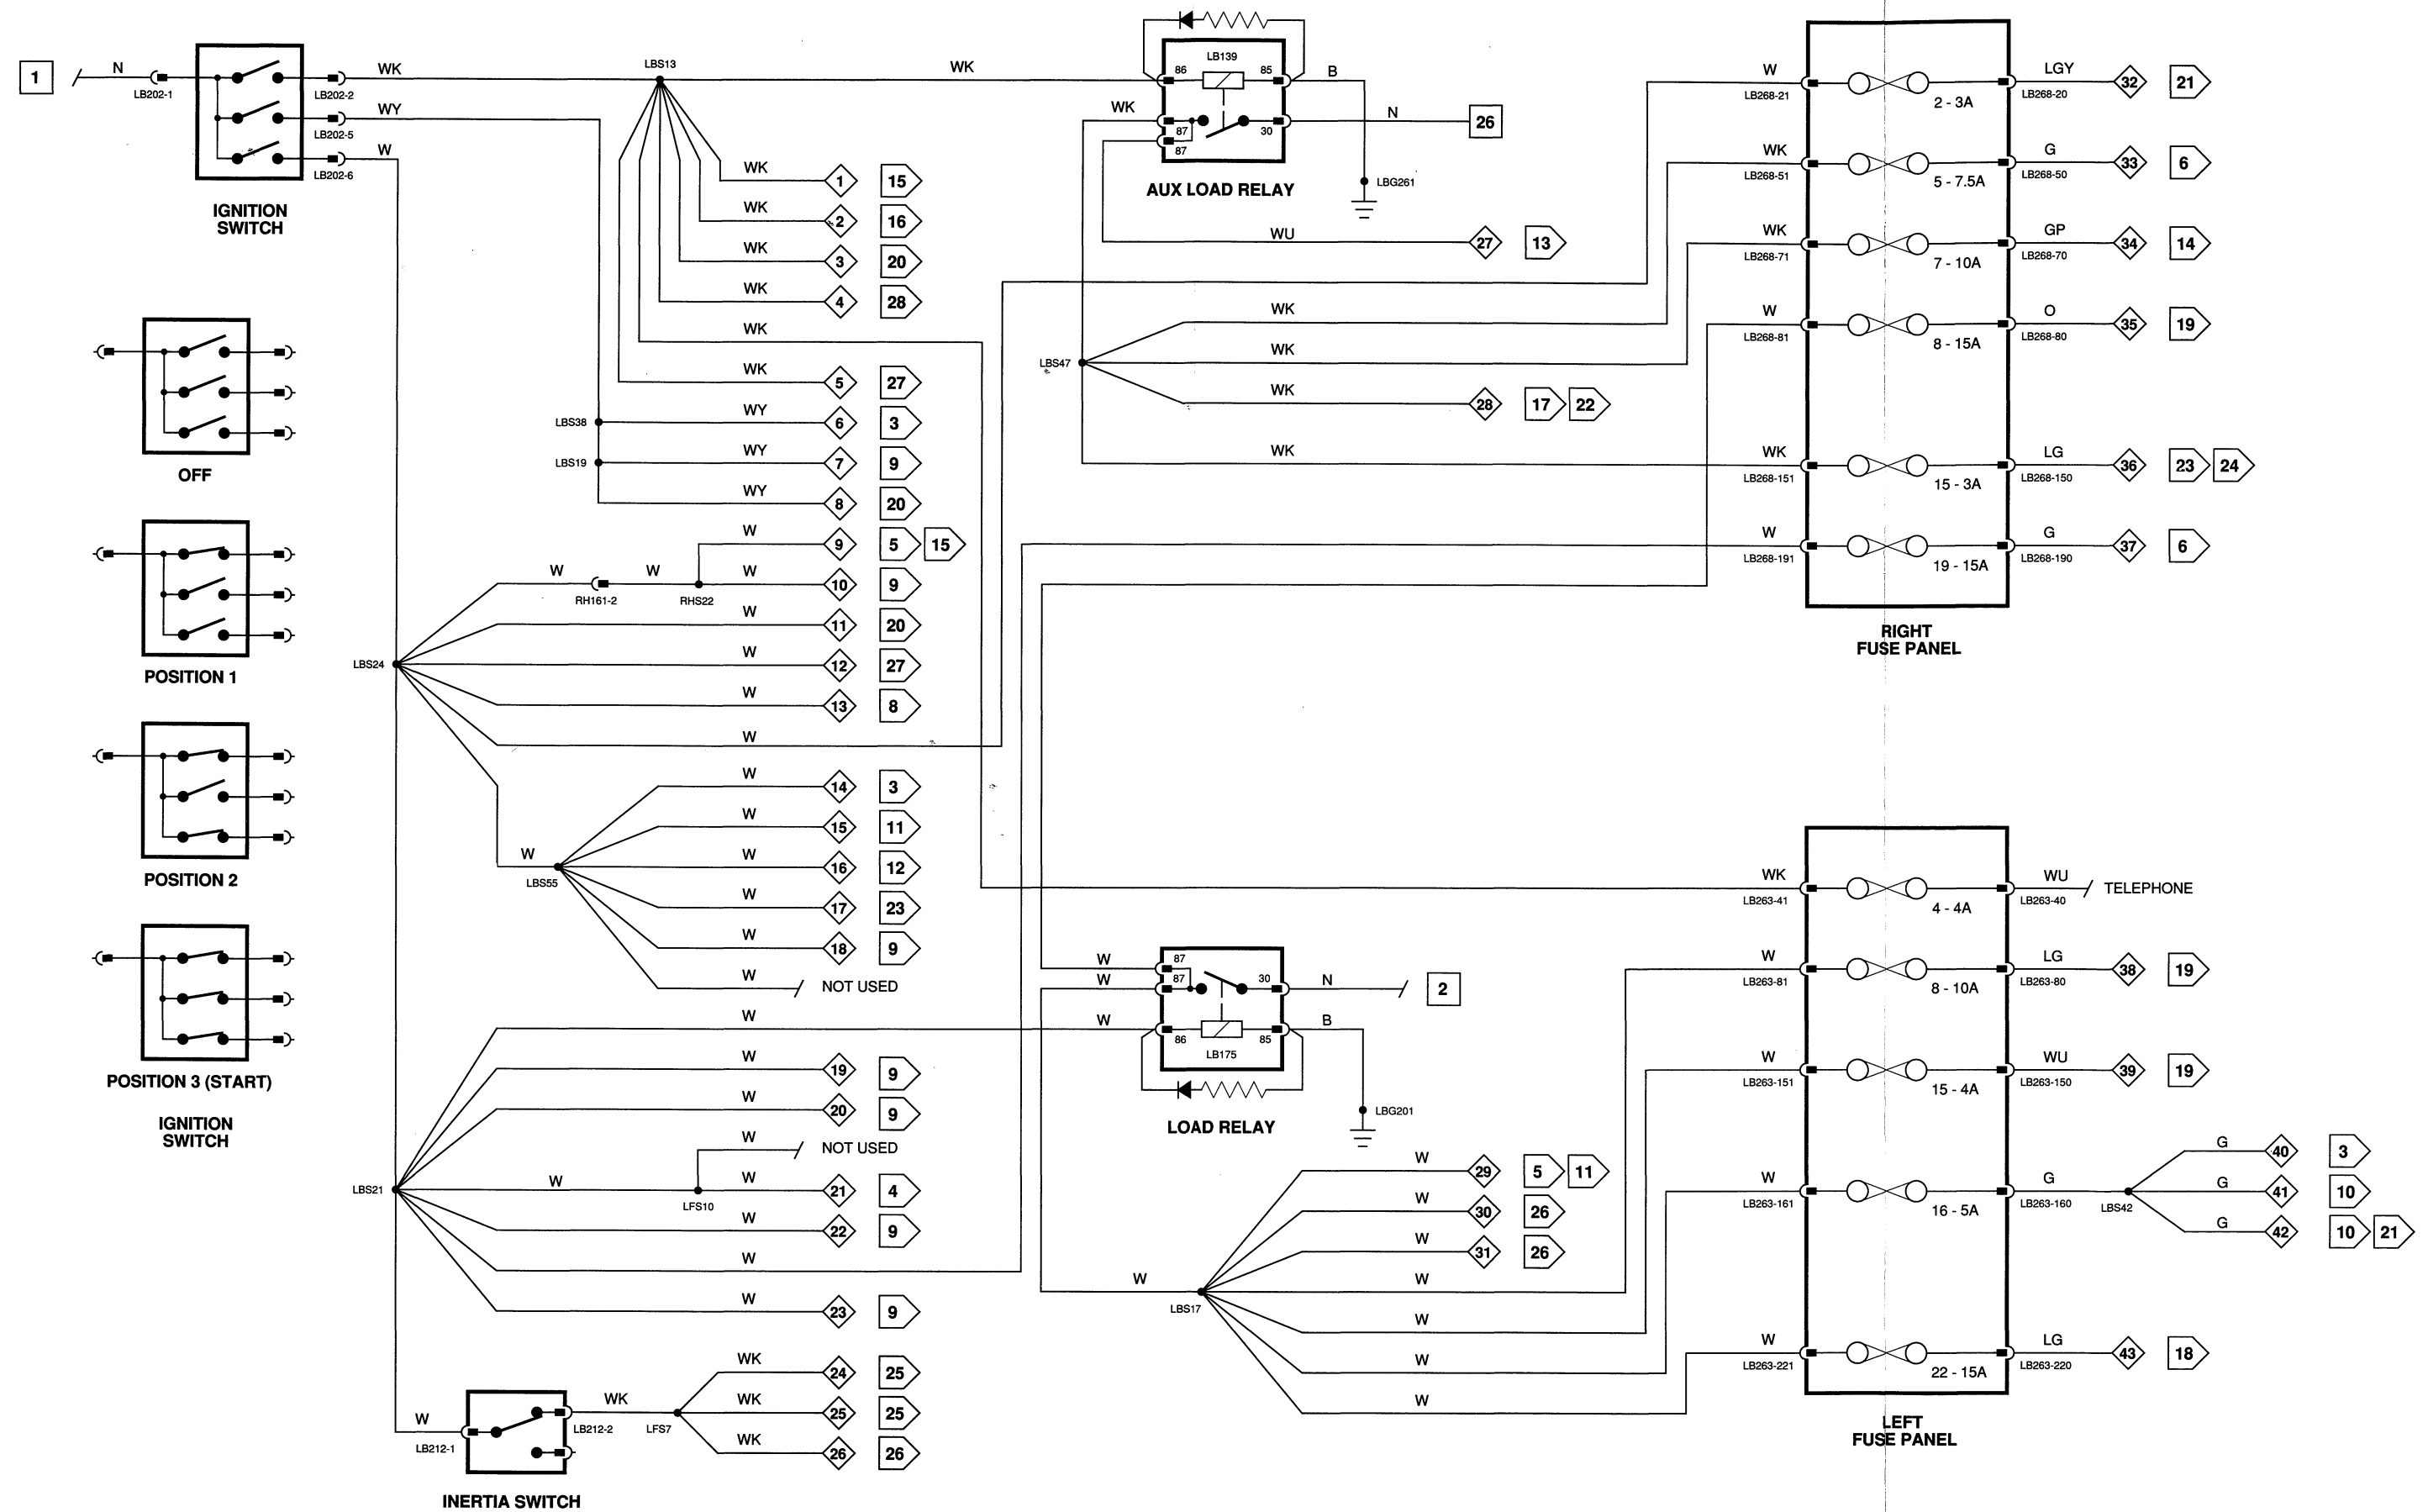 1
N
LB202-1
WK
LB202-2
WY
LB202-5
W
LB202-6
IGNITION
SWITCH
OFF
POSITION 1
POSITION 2
POSITION 3 (START)
IGNITION
SWITCH
LBS13
WK
WK 1 15
WK 2 16
WK 3 20
WK 4 28
WK
WK 5 27
LBS38
WY 6 3
LBS19
WY 7 9
WY 8 20
W 9 5 15
W W W 10 9
RH161-2 RHS22
W 11 20
LBS24
W 12 27
W 13 8
W
W 14 3
W 15 11
W
LBS55
W 16 12
W 17 23
W 18 9
W NOT USED
W
W 19 9
W 20 9
W NOT USED
LBS21
W W 21 4
LFS10
W 22 9
W
W 23 9
W
LB212-1
LB212-2
WK
LFS7
WK 24 25
WK 25 25
WK 26 26
INERTIA SWITCH
LB139
86 85
B
WK
87 30
87
N 26
AUX LOAD RELAY
LBG261
WU 27 13
WK
LBS47
WK
WK 28 17 22
WK
W
W
87
87 30
N 2
W
86 85
B
LB175
LBG201
LOAD RELAY
W 29 5 11
W 30 26
W 31 26
W
LBS17
W
W
W
W
W LGY 32 21
LB268-21 2 - 3A LB268-20
WK G 33 6
LB268-51 5 - 7.5A LB268-50
WK GP 34 14
LB268-71 7 - 10A LB268-70
W O 35 19
LB268-81 8 - 15A LB268-80
WK LG 36 23 24
LB268-151 15 - 3A LB268-150
W G 37 6
LB268-191 19 - 15A LB268-190
RIGHT
FUSE PANEL
WK WU TELEPHONE
LB263-41 4 - 4A LB263-40
W LG 38 19
LB263-81 8 - 10A LB263-80
W WU 39 19
LB263-151 15 - 4A LB263-150
G 40 3
W G G 41 10
LB263-161 16 - 5A LB263-160 LBS42
G 42 10 21
W LG 43 18
LB263-221 22 - 15A LB263-220
LEFT
FUSE PANEL